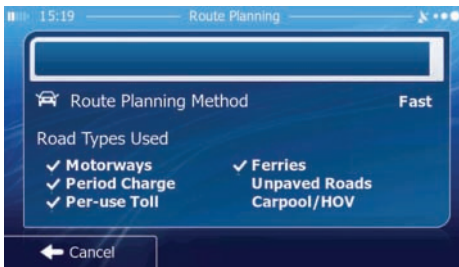 15:19 Route Planning
Route Planning Method Fast
Road Types Used
Motorways Ferries
Period Charge Unpaved Roads
Per-use Toll Carpool/HOV
Cancel